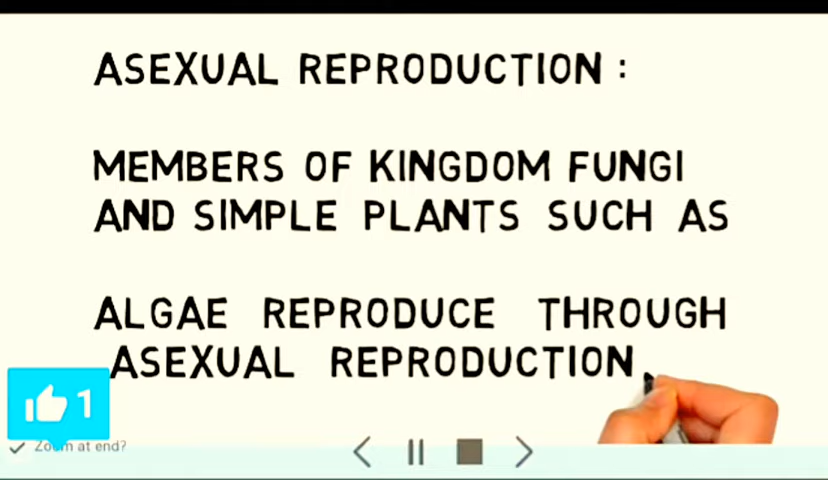 ASEXUAL REPRODUCTION :
MEMBERS OF KINGDOM FUNGI
AND SIMPLE PLANTS SUCH AS
ALGAE REPRODUCE THROUGH
ASEXUAL REPRODUCTION.
1
Zoom at end?